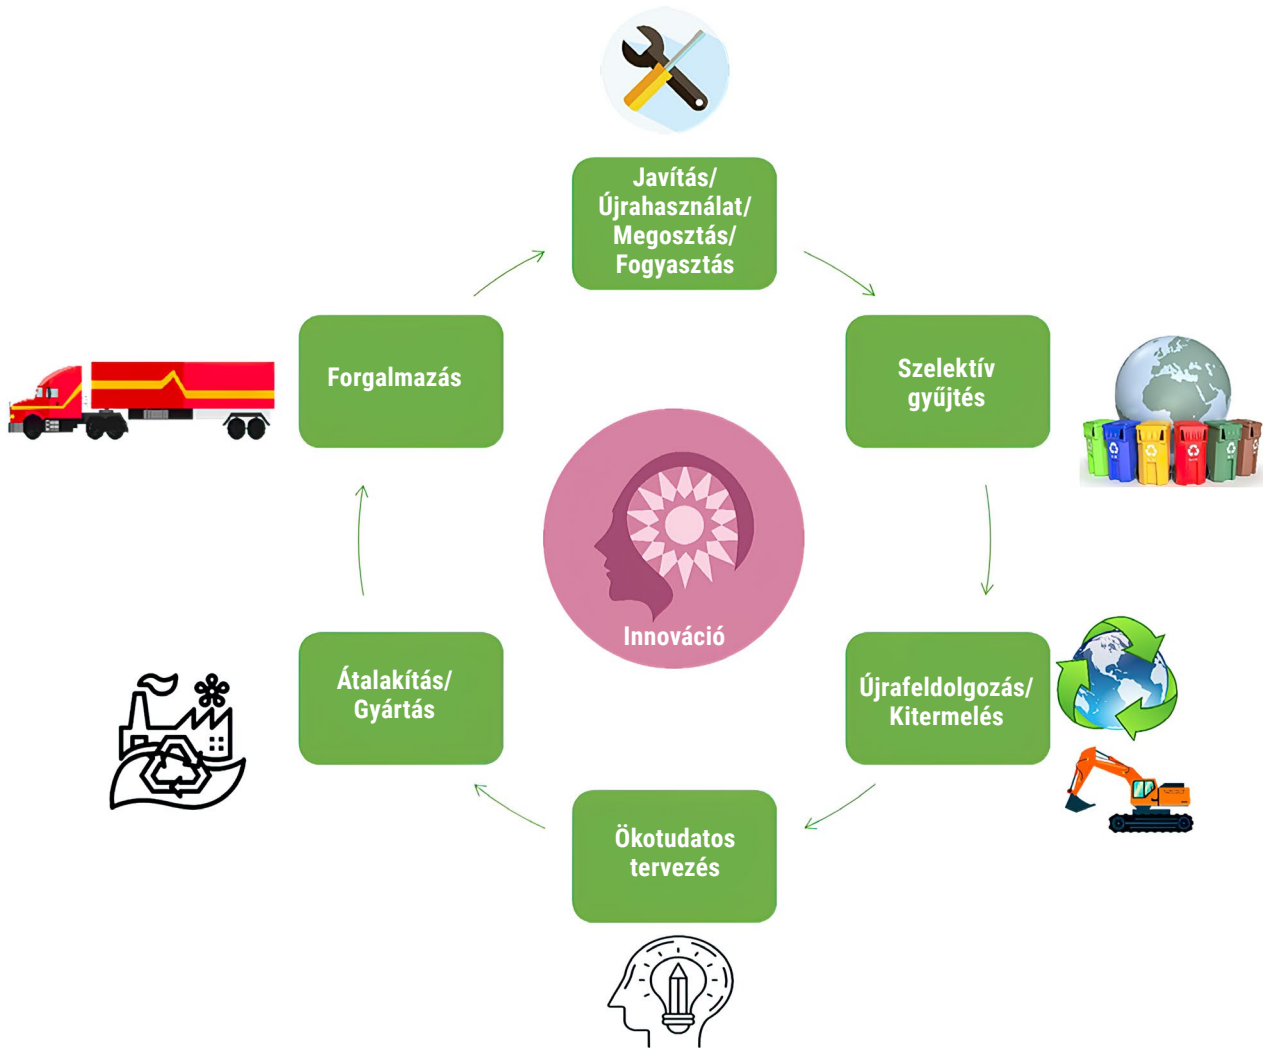 Javítás/
Újrahasználat/
Megosztás/
Fogyasztás
Forgalmazás
Szelektív
gyűjtés
Innováció
Átalakítás/
Gyártás
Újrafeldolgozás/
Kitermelés
Ökotudatos
tervezés